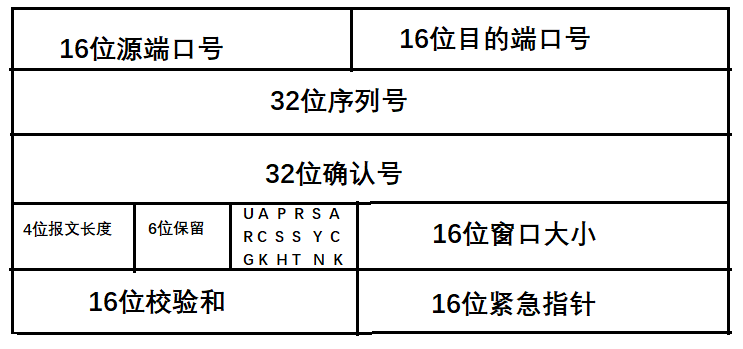 16位源端口号 16位目的端口号
32位序列号
32位确认号
4位报文长度 6位保留 U A P R S A
R C S S Y C
G K H T N K 16位窗口大小
16位校验和 16位紧急指针